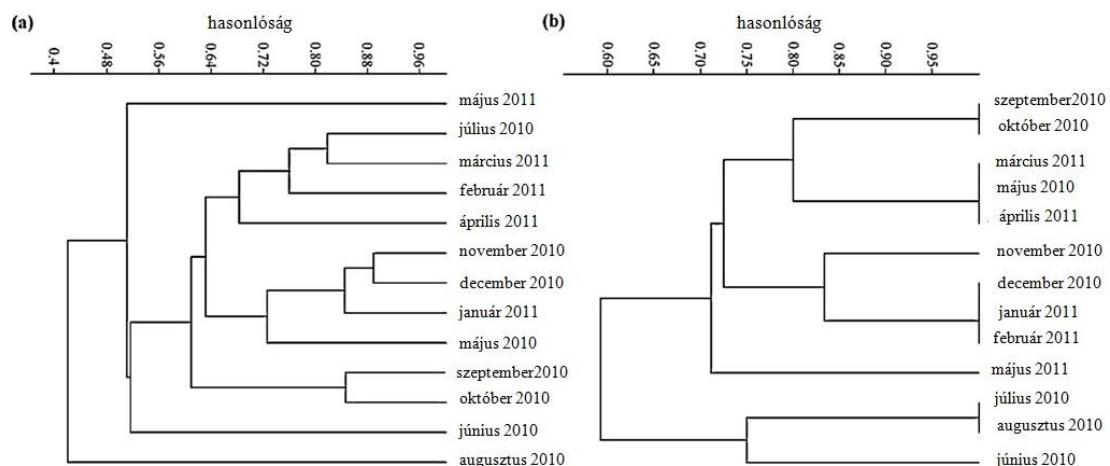 (a)
hasonlóság
0.4 0.48 0.56 0.64 0.72 0.80 0.88 0.96
május 2011
július 2010
március 2011
február 2011
április 2011
november 2010
december 2010
január 2011
május 2010
szeptember2010
október 2010
június 2010
augusztus 2010
(b)
hasonlóság
0.60 0.65 0.70 0.75 0.80 0.85 0.90 0.95
szeptember2010
október 2010
március 2011
május 2010
április 2011
november 2010
december 2010
január 2011
február 2011
május 2011
július 2010
augusztus 2010
június 2010